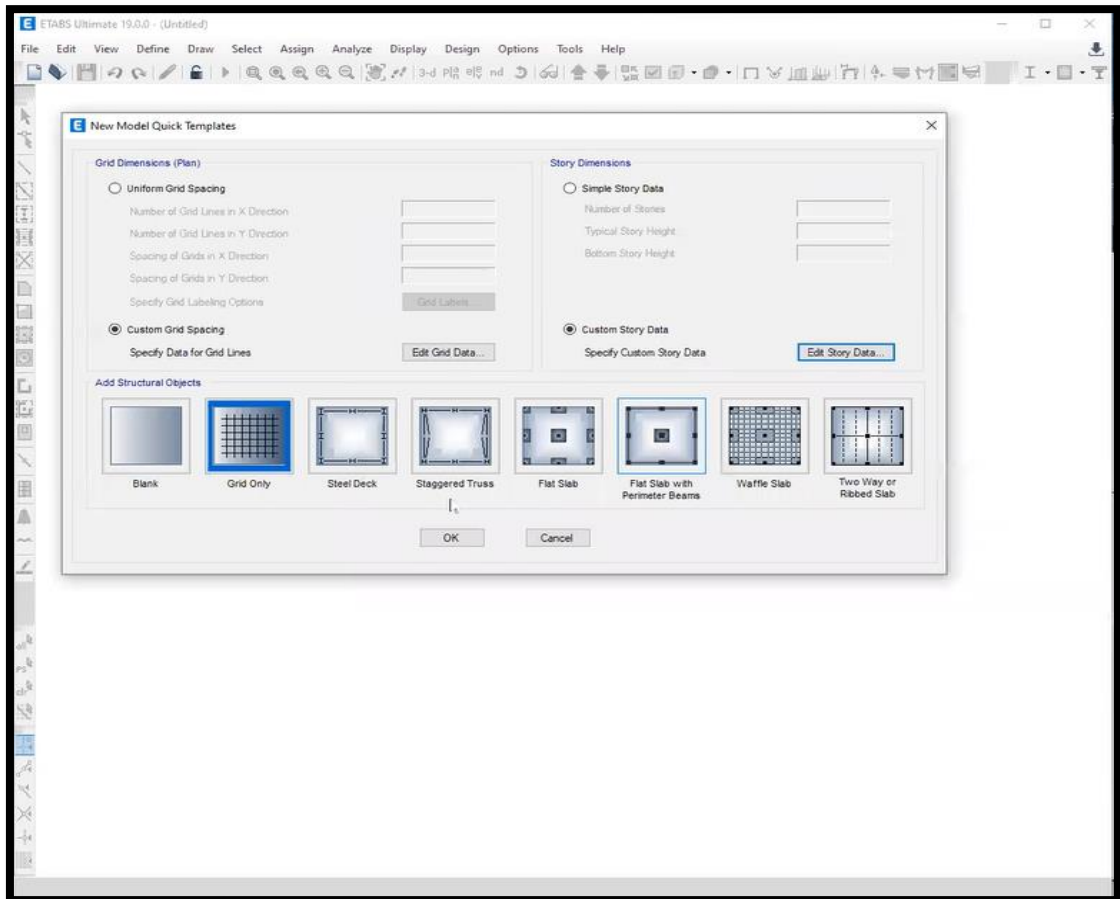 E ETABS Ultimate 19.0.0 - (Untitled)
File Edit View Define Draw Select Assign Analyze Display Design Options Tools Help
3-d nd
E New Model Quick Templates
Grid Dimensions (Plan)
Uniform Grid Spacing
Number of Grid Lines in X Direction
Number of Grid Lines in Y Direction
Spacing of Grids in X Direction
Spacing of Grids in Y Direction
Specify Grid Labeling Options
Grid Labels...
Custom Grid Spacing
Specify Data for Grid Lines
Edit Grid Data...
Story Dimensions
Simple Story Data
Number of Stories
Typical Story Height
Bottom Story Height
Custom Story Data
Specify Custom Story Data
Edit Story Data...
Add Structural Objects
Blank
Grid Only
Steel Deck
Staggered Truss
Flat Slab
Flat Slab with
Perimeter Beams
Waffle Slab
Two Way or
Ribbed Slab
OK
Cancel
all
PS
clr